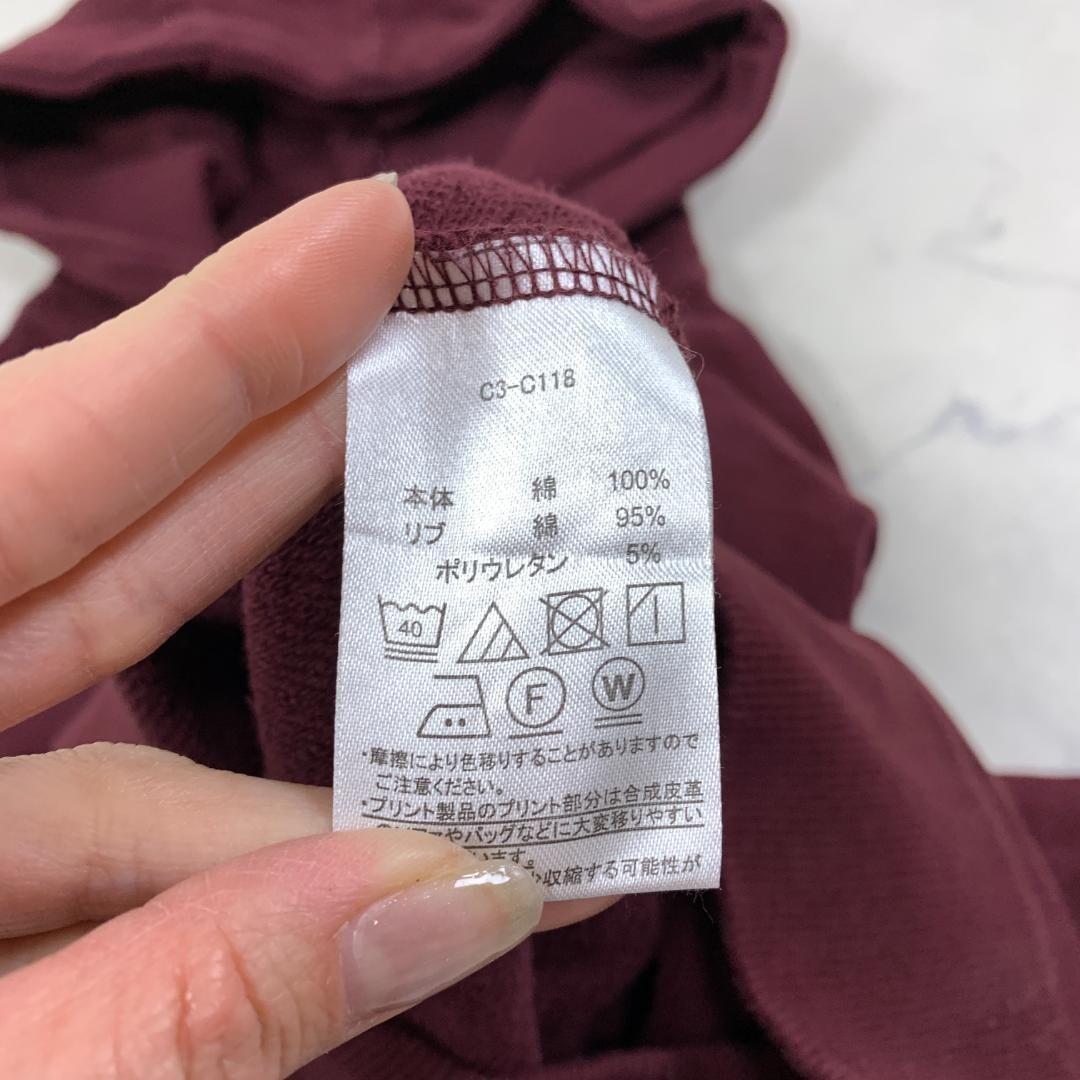 C3-C118
本体 綿 100%
リブ 綿 95%
ポリウレタン 5%
40
F W
・摩擦により色移りすることがありますので
ご注意ください。
・プリント製品のプリント部分は合成皮革
やバッグなどに大変移りやすい
います。
収縮する可能性が